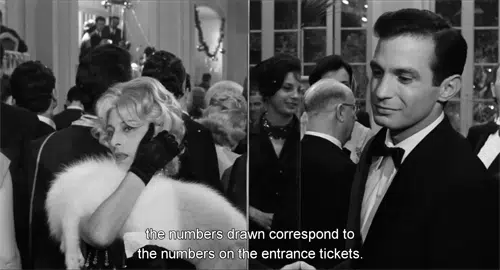 the numbers drawn correspond to
the numbers on the entrance tickets.